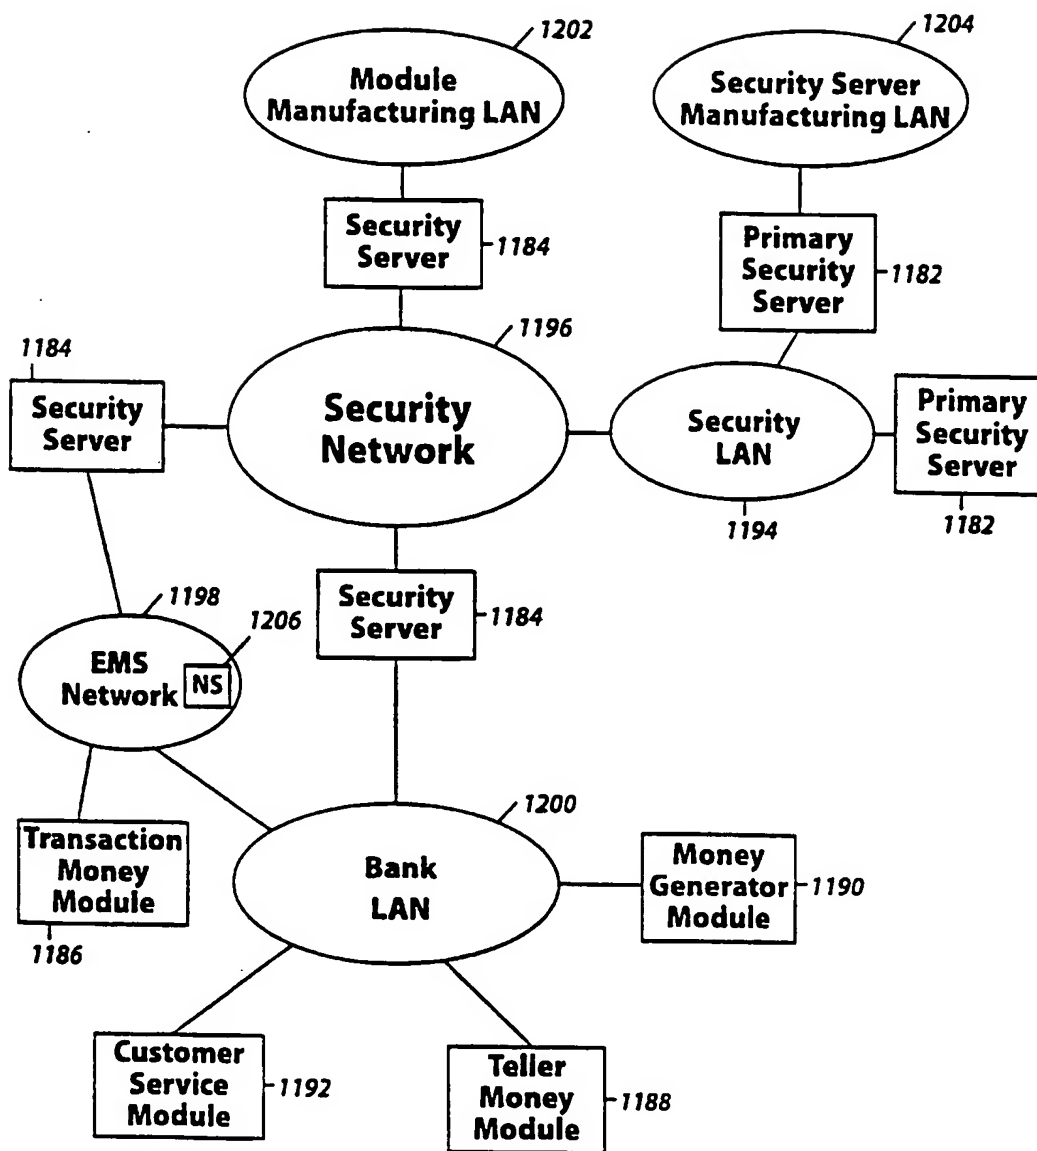 1202
1204
Module
Manufacturing LAN
Security Server
Manufacturing LAN
Security
Server
1184
Primary
Security
Server
1182
1196
1184
Security
Server
Security
Network
Security
LAN
Primary
Security
Server
1194
1182
Security
Server
1184
1198
1206
EMS
Network
NS
1200
Transaction
Money
Module
1186
Bank
LAN
Money
Generator
Module
1190
Customer
Service
Module
1192
Teller
Money
Module
1188